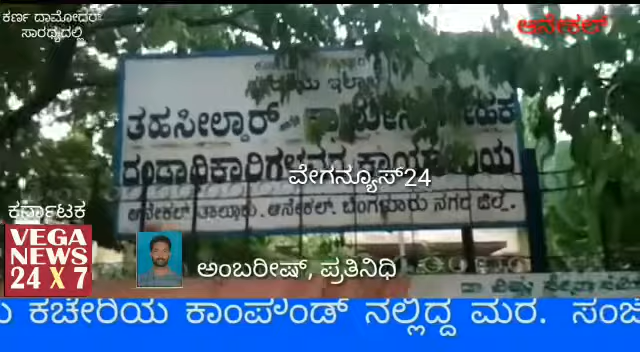 ಕರ್ಣ ದಾಮೋದರ್
ಸಾರಥ್ಯದಲ್ಲಿ
ಆನೇಕಲ್
ತಹಸೀಲ್ದಾರ್
ದಂಡಾಧಿಕಾರಿಗಳವರ ಕಾರ್ಯಾಲಯ
ವೇಗನ್ಯೂಸ್24
ಆನೇಕಲ್ ತಾಲ್ಲೂಕು. ಆನೇಕಲ್. ಬೆಂಗಳೂರು ನಗರ ಜಿಲ್ಲೆ.
ಕರ್ನಾಟಕ
VEGA
NEWS
24 X 7
ಅಂಬರೀಷ್, ಪ್ರತಿನಿಧಿ
ಕಚೇರಿಯ ಕಾಂಪೌಂಡ್ ನಲ್ಲಿದ್ದ ಮರ.